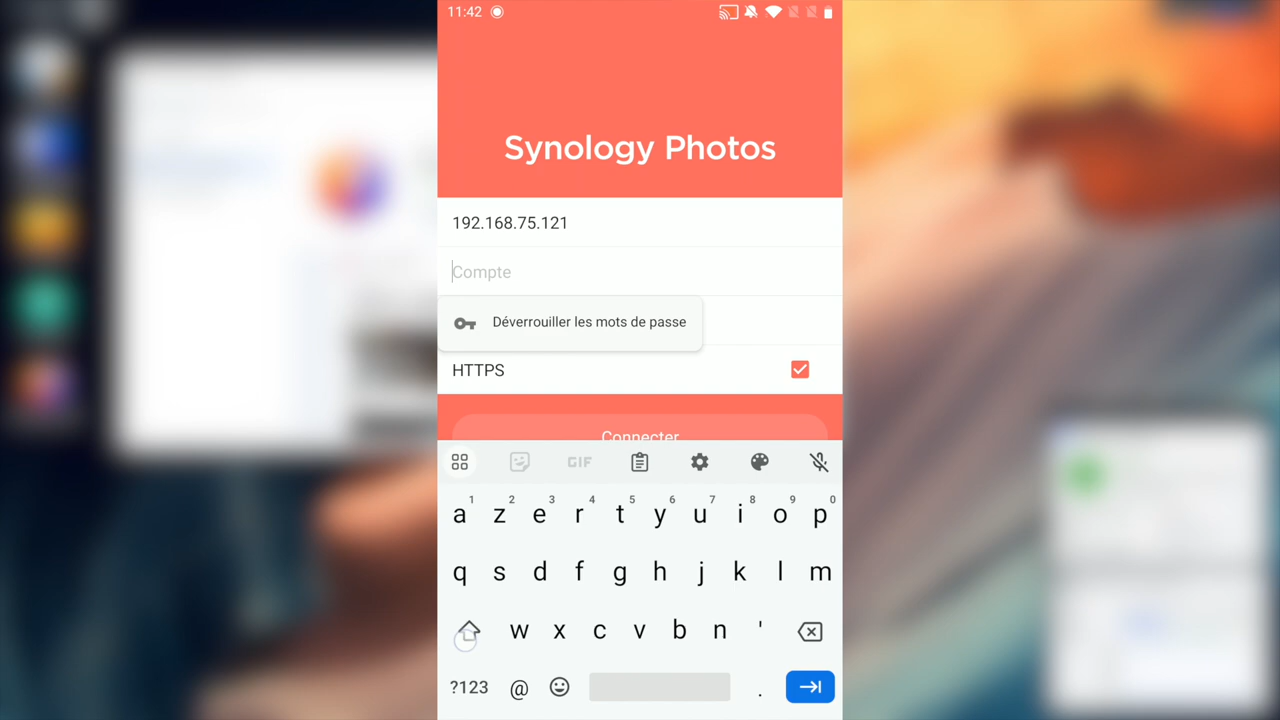 11:42
Synology Photos
192.168.75.121
Compte
Déverrouiller les mots de passe
HTTPS
Connecter
GIF
1 2 3 4 5 6 7 8 9 0
a z e r t y u i o p
q s d f g h j k l m
w x c v b n '
?123 @ .